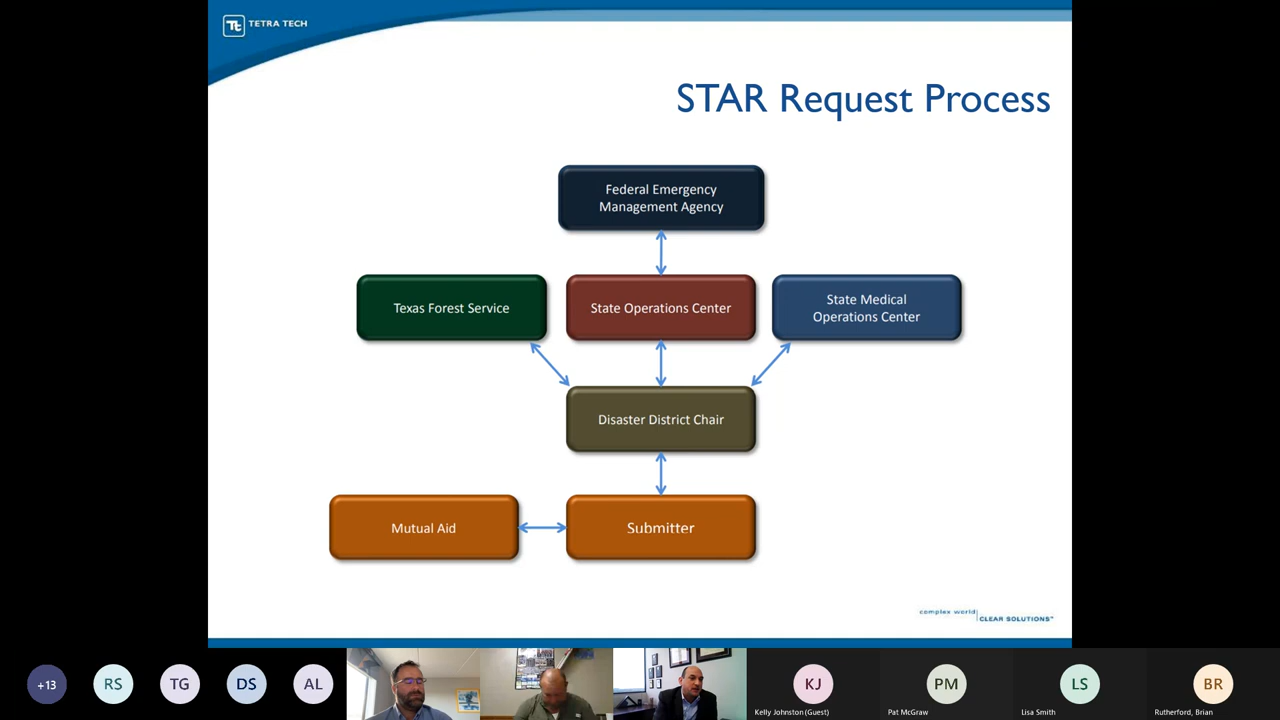 Tt TETRA TECH
STAR Request Process
Federal Emergency
Management Agency
Texas Forest Service
State Operations Center
State Medical
Operations Center
Disaster District Chair
Mutual Aid
Submitter
complex world
CLEAR SOLUTIONS™
+13
RS
TG
DS
AL
KJ
PM
LS
BR
Kelly Johnston (Guest)
Pat McGraw
Lisa Smith
Rutherford, Brian